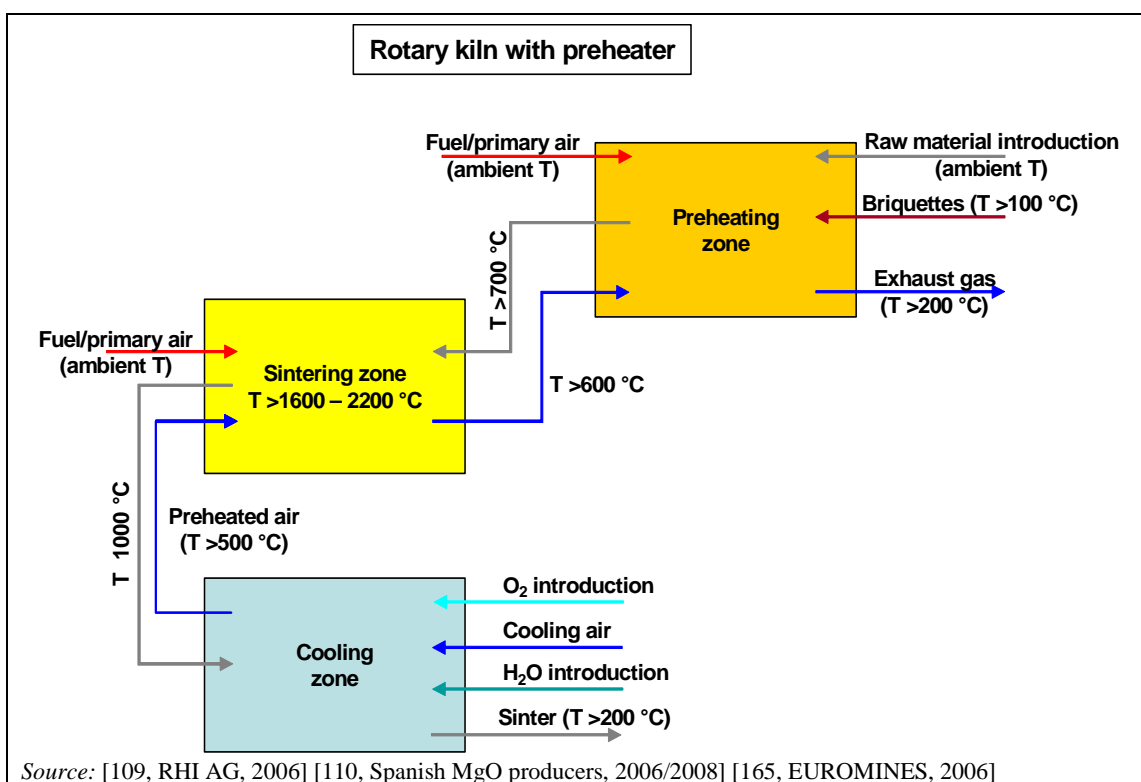 Rotary kiln with preheater
Fuel/primary air
(ambient T)
Raw material introduction
(ambient T)
Briquettes (T >100 °C)
Preheating
zone
Exhaust gas
(T >200 °C)
T >700 °C
Fuel/primary air
(ambient T)
Sintering zone
T >1600 – 2200 °C
T >600 °C
T 1000 °C
Preheated air
(T >500 °C)
O₂ introduction
Cooling air
Cooling
zone
H₂O introduction
Sinter (T >200 °C)
Source: [109, RHI AG, 2006] [110, Spanish MgO producers, 2006/2008] [165, EUROMINES, 2006]